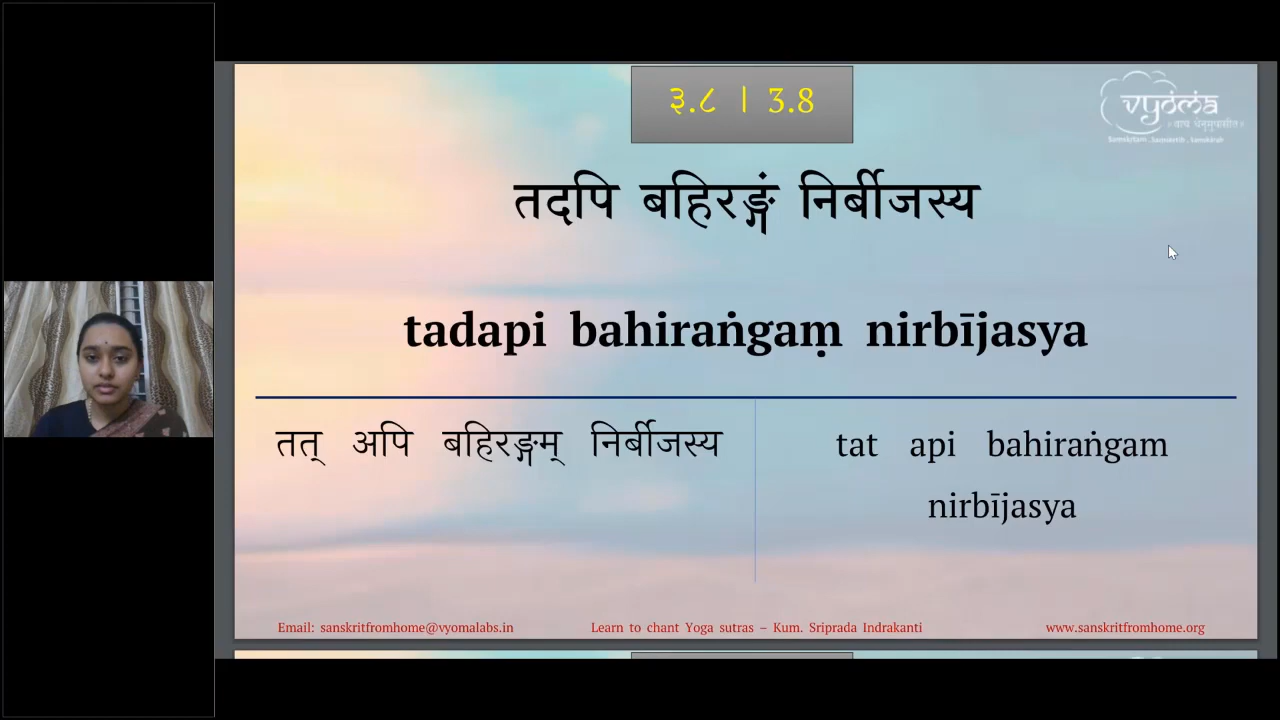 ३.८ । 3.8
vyoma
तदपि बहिरङ्गं निर्बीजस्य
tadapi bahiraṅgaṃ nirbījasya
तत् अपि बहिरङ्गम् निर्बीजस्य
tat api bahiraṅgam
nirbījasya
Email: sanskritfromhome@vyomalabs.in Learn to chant Yoga sutras – Kum. Sriprada Indrakanti www.sanskritfromhome.org